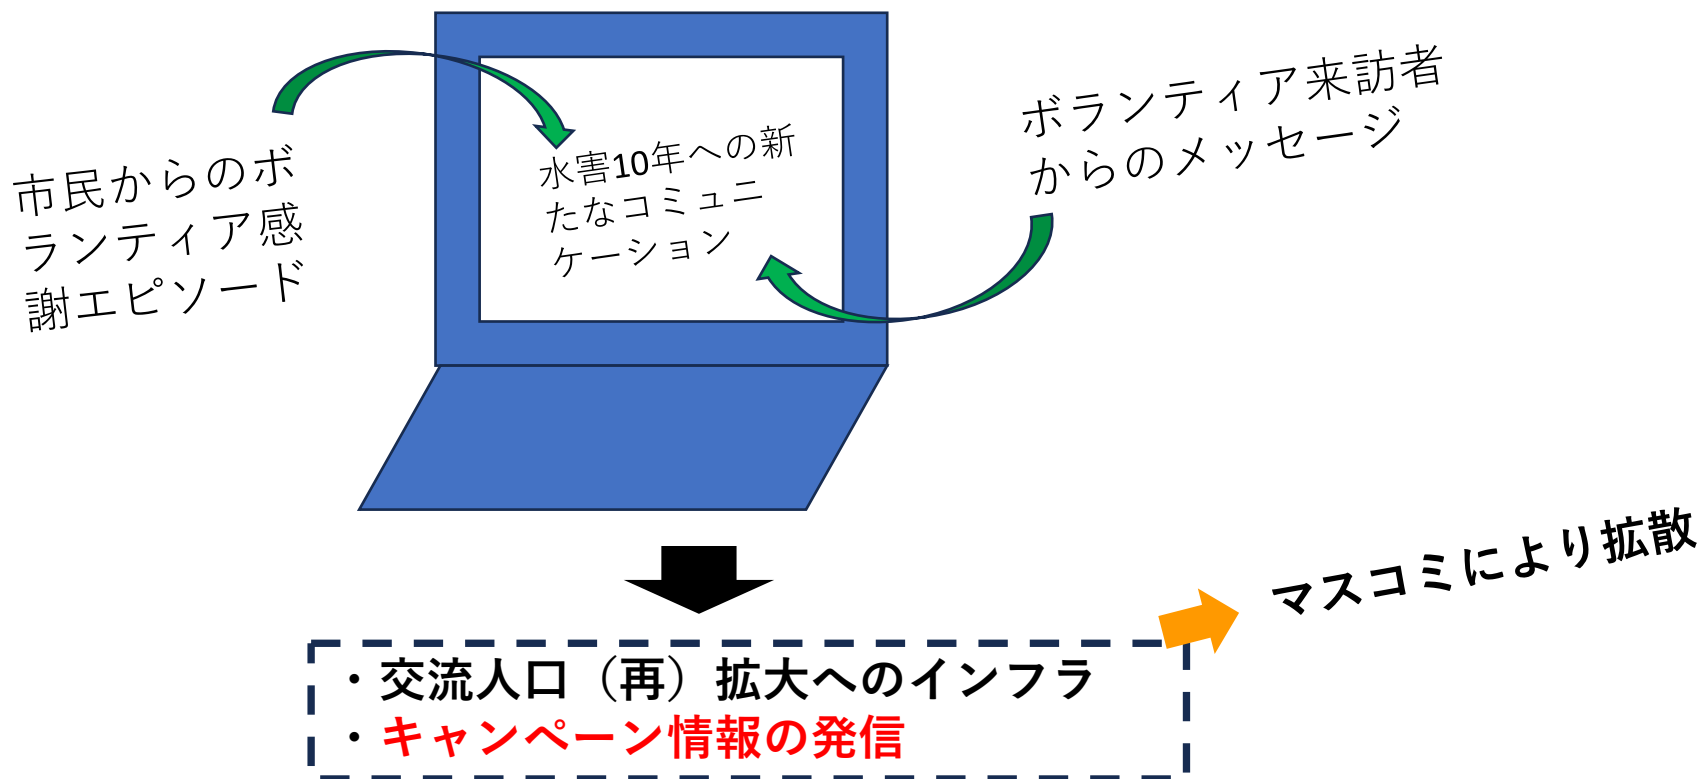 市民からのボ
ランティア感
謝エピソード
水害10年への新
たなコミュニ
ケーション
ボランティア来訪者
からのメッセージ
マスコミにより拡散
・交流人口（再）拡大へのインフラ
・キャンペーン情報の発信